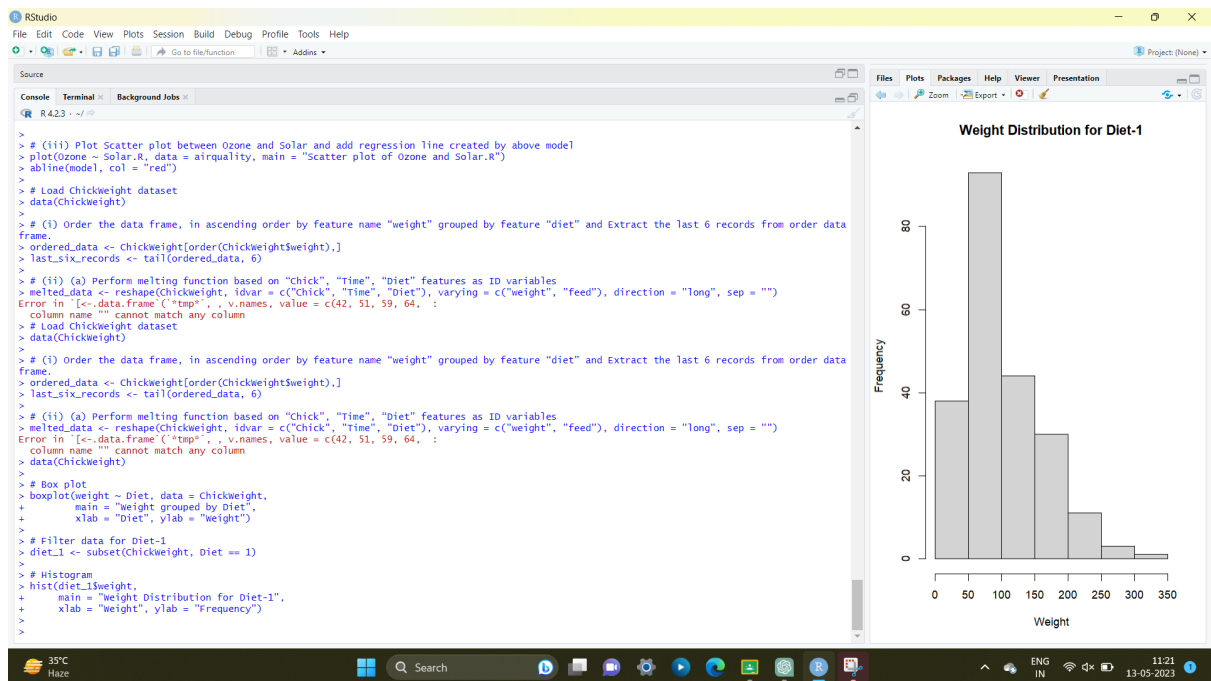 RStudio
File Edit Code View Plots Session Build Debug Profile Tools Help
Go to file/function Addins Project: (None)
Source
Console Terminal Background Jobs
R 4.2.3 · ~/
>
> # (iii) Plot Scatter plot between Ozone and Solar and add regression line created by above model
> plot(Ozone ~ Solar.R, data = airquality, main = "Scatter plot of Ozone and Solar.R")
> abline(model, col = "red")
>
> # Load ChickWeight dataset
> data(ChickWeight)
>
> # (i) Order the data frame, in ascending order by feature name “weight” grouped by feature “diet” and Extract the last 6 records from order data
frame.
> ordered_data <- ChickWeight[order(ChickWeight$weight),]
> last_six_records <- tail(ordered_data, 6)
>
> # (ii) (a) Perform melting function based on “Chick”, “Time”, “Diet” features as ID variables
> melted_data <- reshape(ChickWeight, idvar = c("Chick", "Time", "Diet"), varying = c("weight", "feed"), direction = "long", sep = "")
Error in `[<-.data.frame`(`*tmp*`, , v.names, value = c(42, 51, 59, 64,  :
  column name "" cannot match any column
> # Load ChickWeight dataset
> data(ChickWeight)
>
> # (i) Order the data frame, in ascending order by feature name “weight” grouped by feature “diet” and Extract the last 6 records from order data
frame.
> ordered_data <- ChickWeight[order(ChickWeight$weight),]
> last_six_records <- tail(ordered_data, 6)
>
> # (ii) (a) Perform melting function based on “Chick”, “Time”, “Diet” features as ID variables
> melted_data <- reshape(ChickWeight, idvar = c("Chick", "Time", "Diet"), varying = c("weight", "feed"), direction = "long", sep = "")
Error in `[<-.data.frame`(`*tmp*`, , v.names, value = c(42, 51, 59, 64,  :
  column name "" cannot match any column
> data(ChickWeight)
>
> # Box plot
> boxplot(weight ~ Diet, data = ChickWeight,
+         main = "Weight grouped by Diet",
+         xlab = "Diet", ylab = "Weight")
>
> # Filter data for Diet-1
> diet_1 <- subset(ChickWeight, Diet == 1)
>
> # Histogram
> hist(diet_1$weight,
+      main = "Weight Distribution for Diet-1",
+      xlab = "Weight", ylab = "Frequency")
>
>
Files Plots Packages Help Viewer Presentation
Zoom Export
Weight Distribution for Diet-1
Frequency
80
60
40
20
0
0 50 100 150 200 250 300 350
Weight
35°C
Haze
Search
ENG
IN
11:21
13-05-2023
1